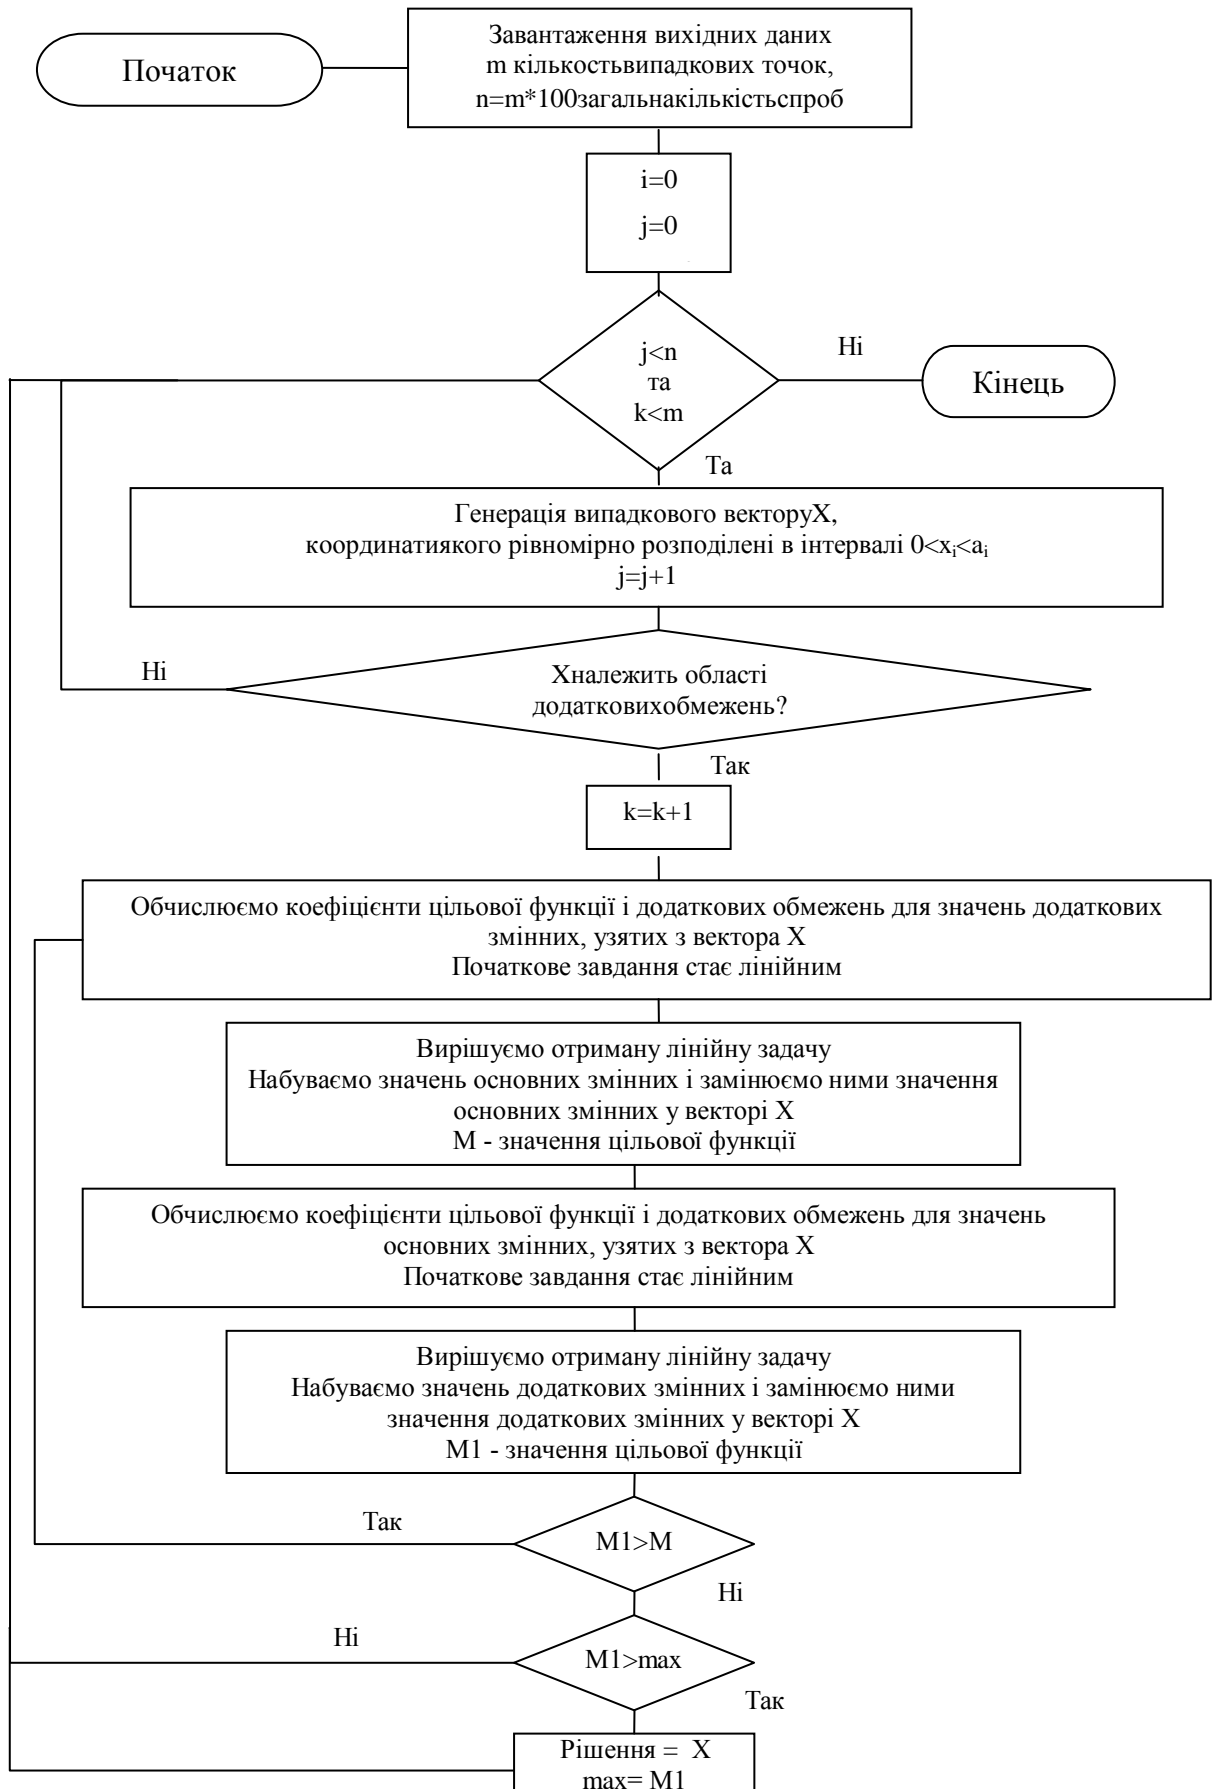 Початок
Завантаження вихідних даних
m кількостьвипадкових точок,
n=m*100загальнакількістьспроб
i=0
j=0
j<n
та
k<m
Ні
Кінець
Та
Генерація випадкового векторуX,
координатиякого рівномірно розподілені в інтервалі 0<xᵢ<aᵢ
j=j+1
Ні
Xналежить області
додатковихобмежень?
Так
k=k+1
Обчислюємо коефіцієнти цільової функції і додаткових обмежень для значень додаткових
змінних, узятих з вектора X
Початкове завдання стає лінійним
Вирішуємо отриману лінійну задачу
Набуваємо значень основних змінних і замінюємо ними значення
основних змінних у векторі X
M - значення цільової функції
Обчислюємо коефіцієнти цільової функції і додаткових обмежень для значень
основних змінних, узятих з вектора X
Початкове завдання стає лінійним
Вирішуємо отриману лінійну задачу
Набуваємо значень додаткових змінних і замінюємо ними
значення додаткових змінних у векторі X
M1 - значення цільової функції
Так
M1>M
Ні
Ні
M1>max
Так
Рішення = X
max= M1